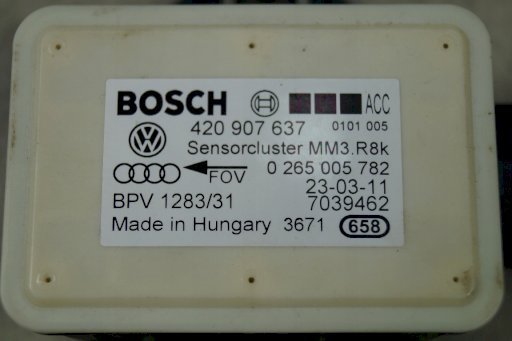 BOSCH ACC
420 907 637 0101 005
Sensorcluster MM3.R8k
FOV 0 265 005 782
23-03-11
BPV 1283/31 7039462
Made in Hungary 3671 658